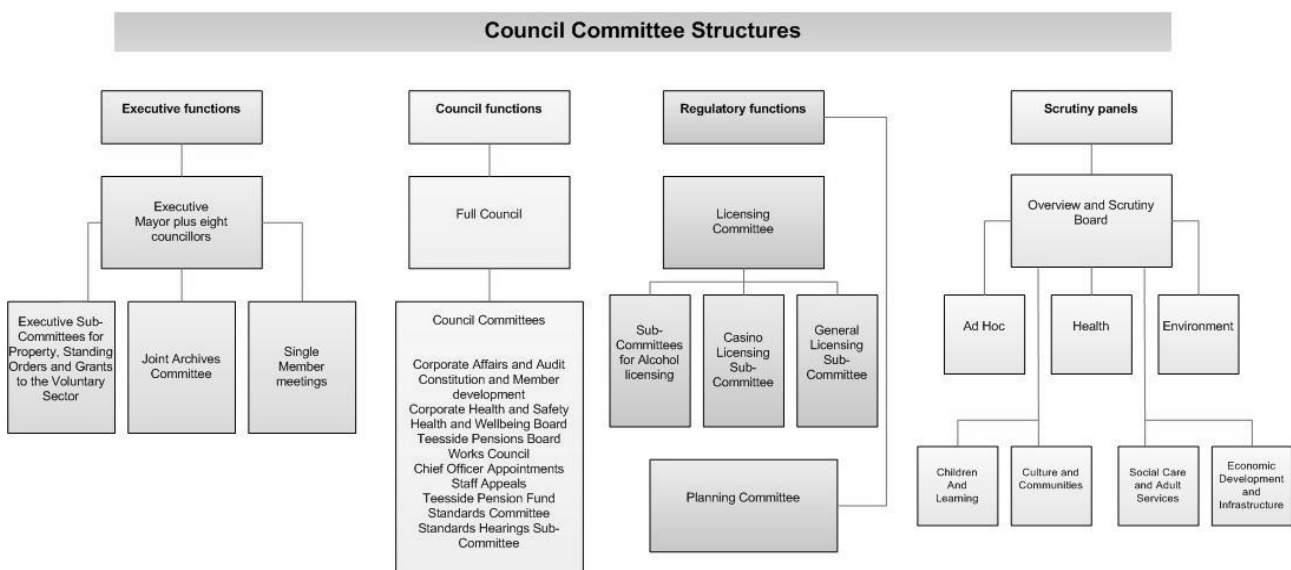 Council Committee Structures
Executive functions
Executive
Mayor plus eight
councillors
Executive Sub-
Committees for
Property, Standing
Orders and Grants
to the Voluntary
Sector
Joint Archives
Committee
Single
Member
meetings
Council functions
Full Council
Council Committees
Corporate Affairs and Audit
Constitution and Member
development
Corporate Health and Safety
Health and Wellbeing Board
Teesside Pensions Board
Works Council
Chief Officer Appointments
Staff Appeals
Teesside Pension Fund
Standards Committee
Standards Hearings Sub-
Committee
Regulatory functions
Licensing
Committee
Sub-
Committees
for Alcohol
licensing
Casino
Licensing
Sub-
Committee
General
Licensing
Sub-
Committee
Planning Committee
Scrutiny panels
Overview and Scrutiny
Board
Ad Hoc
Health
Environment
Children
And
Learning
Culture and
Communities
Social Care
and Adult
Services
Economic
Development
and
Infrastructure